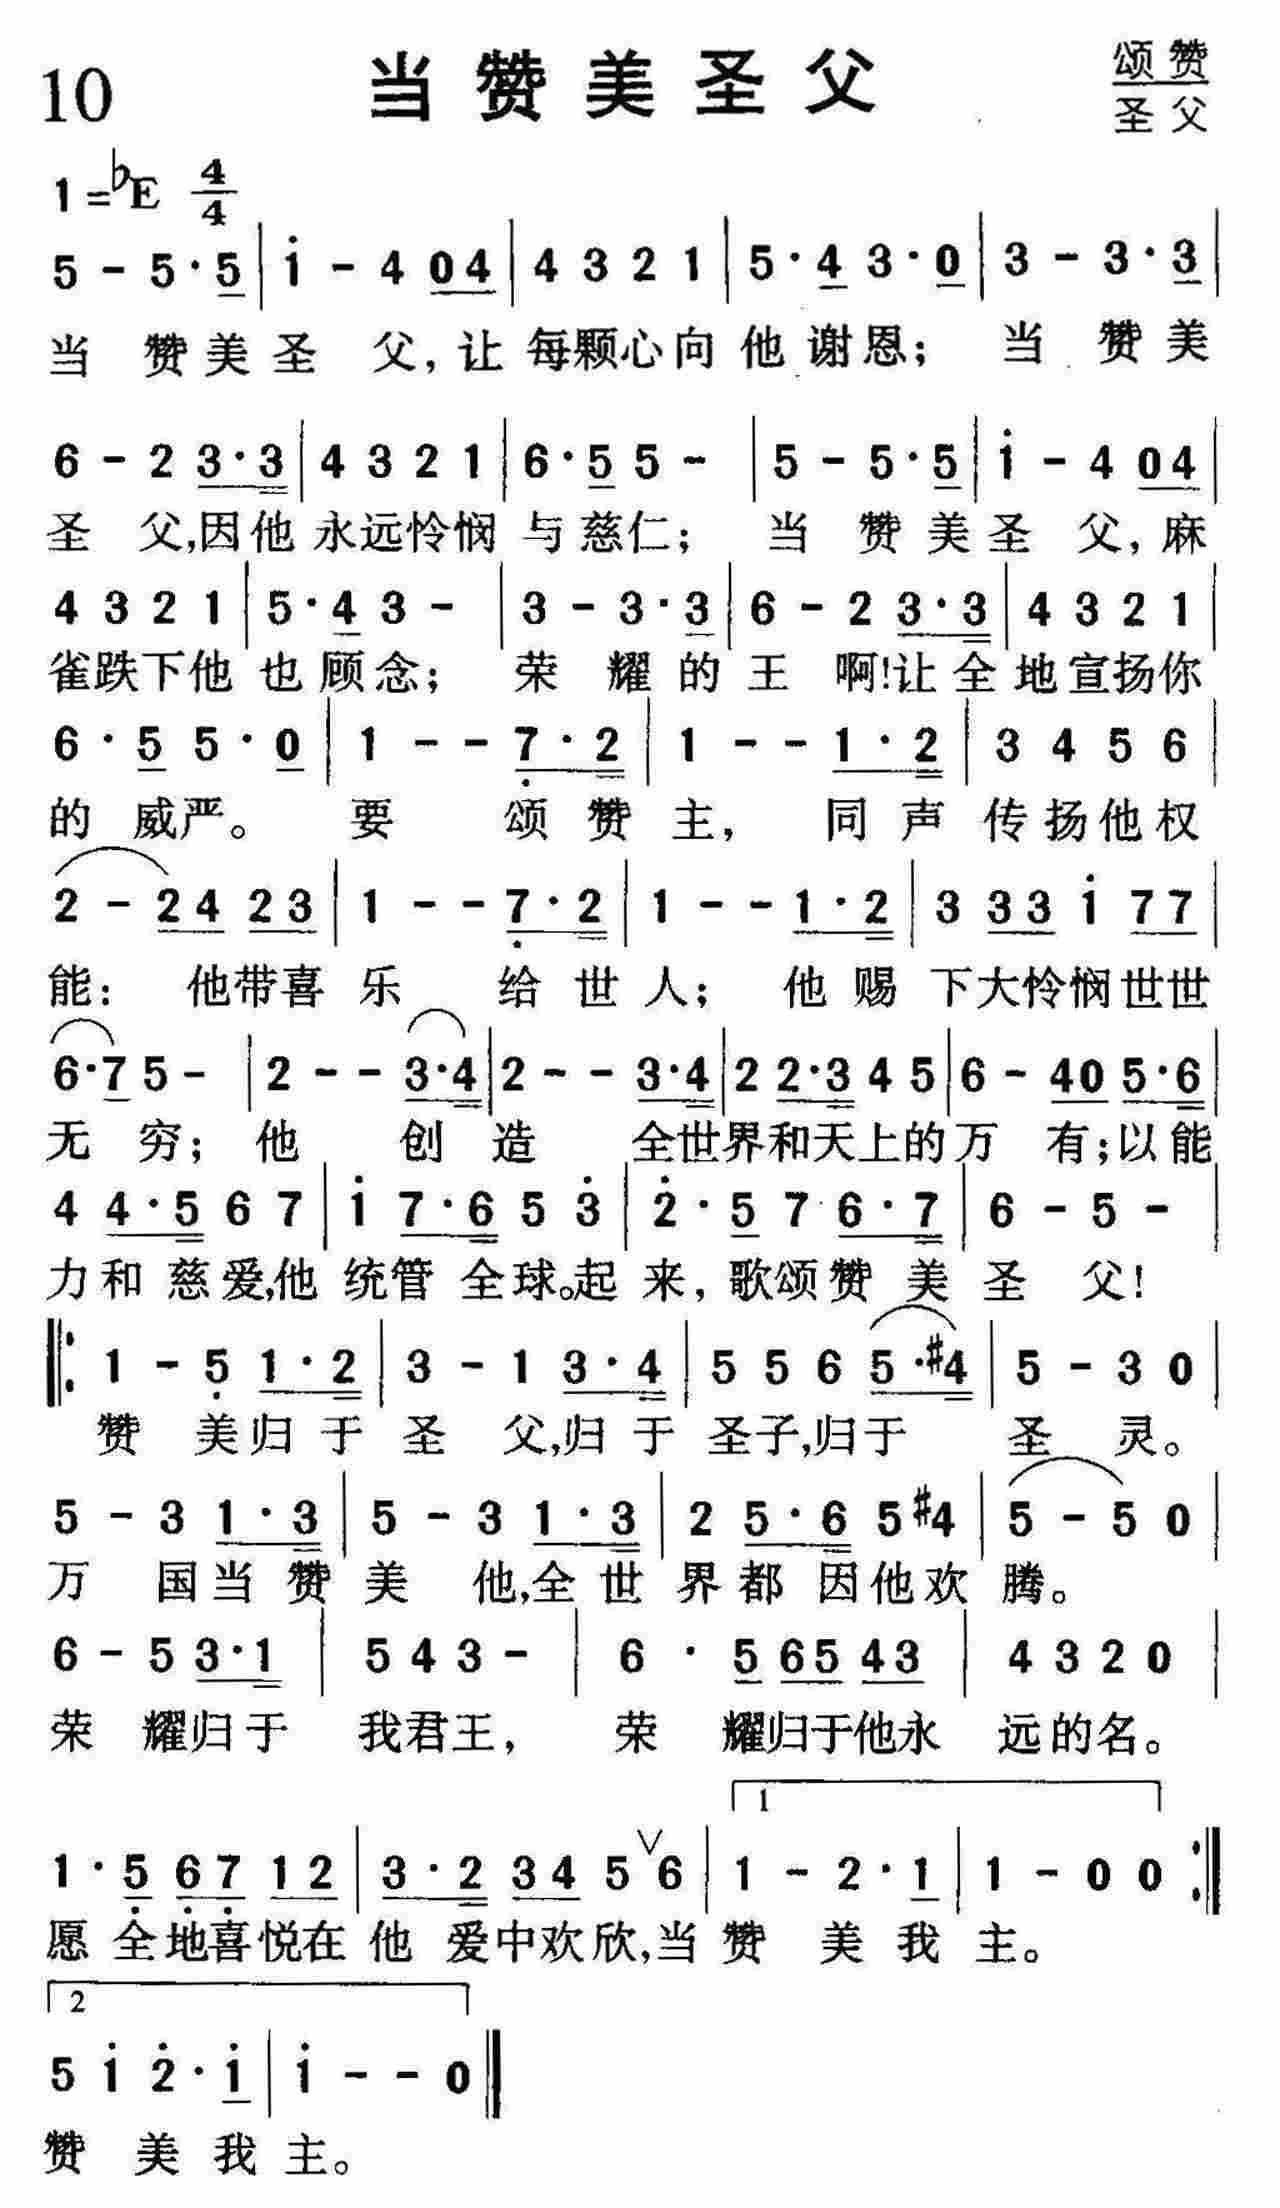 10 当赞美圣父 颂赞
圣父
1=♭E 4/4
5 - 5·5 | i - 4 04 | 4 3 2 1 | 5·4 3·0 | 3 - 3·3 |
当 赞美圣 父,让 每颗心向 他谢恩; 当 赞美
6 - 2 3·3 | 4 3 2 1 | 6·5 5 - | 5 - 5·5 | i - 4 04 |
圣 父,因他 永远怜悯 与慈仁; 当 赞美圣 父,麻
4 3 2 1 | 5·4 3 - | 3 - 3·3 | 6 - 2 3·3 | 4 3 2 1 |
雀跌下他 也顾念; 荣 耀的王 啊!让全 地宣扬你
6·5 5·0 | 1 - - 7·2 | 1 - - 1·2 | 3 4 5 6 |
的 威严。 要 颂赞主, 同声 传扬他权
2 - 24 23 | 1 - - 7·2 | 1 - - 1·2 | 3 33 i 77 |
能: 他带喜 乐 给世人; 他赐 下大怜悯世世
6·7 5 - | 2 - - 3·4 | 2 - - 3·4 | 2 2·3 4 5 | 6 - 40 5·6 |
无 穷; 他 创 造 全世界和天上的万 有;以能
4 4·5 6 7 | i 7·6 5 3̇ | 2̇·5 7 6·7 | 6 - 5 - |
力和 慈爱,他 统管 全球。起 来,歌颂赞 美圣 父!
‖: 1 - 5 1·2 | 3 - 1 3·4 | 5 5 6 5·#4 | 5 - 3 0 |
赞 美归于 圣 父,归于 圣子,归于 圣 灵。
5 - 3 1·3 | 5 - 3 1·3 | 2 5·6 5 #4 | 5 - 5 0 |
万 国当赞 美 他,全世 界都 因他欢 腾。
6 - 5 3·1 | 5 4 3 - | 6 · 5 65 43 | 4 3 2 0 |
荣 耀归于 我君王, 荣 耀归于他永 远的名。
1
1·5 67 12 | 3·2 34 5 ∨6 | 1 - 2·1 | 1 - 0 0 :‖
愿 全地喜悦在 他 爱中欢欣,当 赞 美我 主。
2
5 i 2̇·i | i - - 0 ‖
赞 美 我 主。